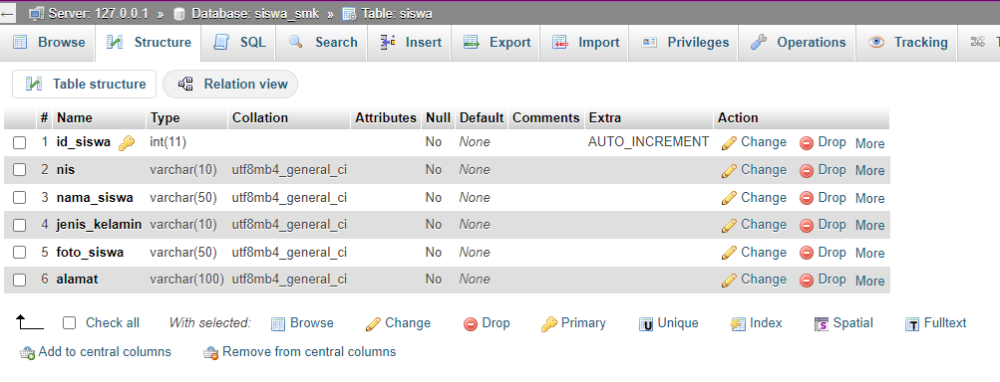 ← Server: 127.0.0.1 » Database: siswa_smk » Table: siswa
Browse Structure SQL Search Insert Export Import Privileges Operations Tracking
Table structure Relation view
# Name Type Collation Attributes Null Default Comments Extra Action
1 id_siswa int(11) No None AUTO_INCREMENT Change Drop More
2 nis varchar(10) utf8mb4_general_ci No None Change Drop More
3 nama_siswa varchar(50) utf8mb4_general_ci No None Change Drop More
4 jenis_kelamin varchar(10) utf8mb4_general_ci No None Change Drop More
5 foto_siswa varchar(50) utf8mb4_general_ci No None Change Drop More
6 alamat varchar(100) utf8mb4_general_ci No None Change Drop More
Check all With selected: Browse Change Drop Primary Unique Index Spatial Fulltext
Add to central columns Remove from central columns